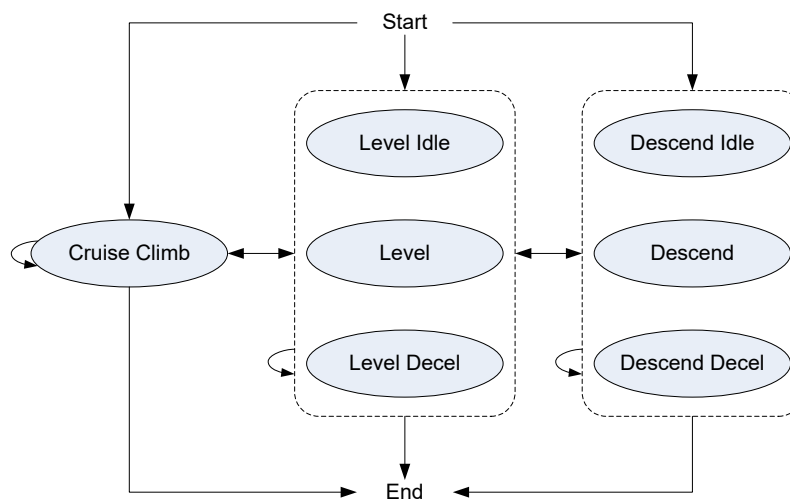 Start
Level Idle
Descend Idle
Cruise Climb
Level
Descend
Level Decel
Descend Decel
End